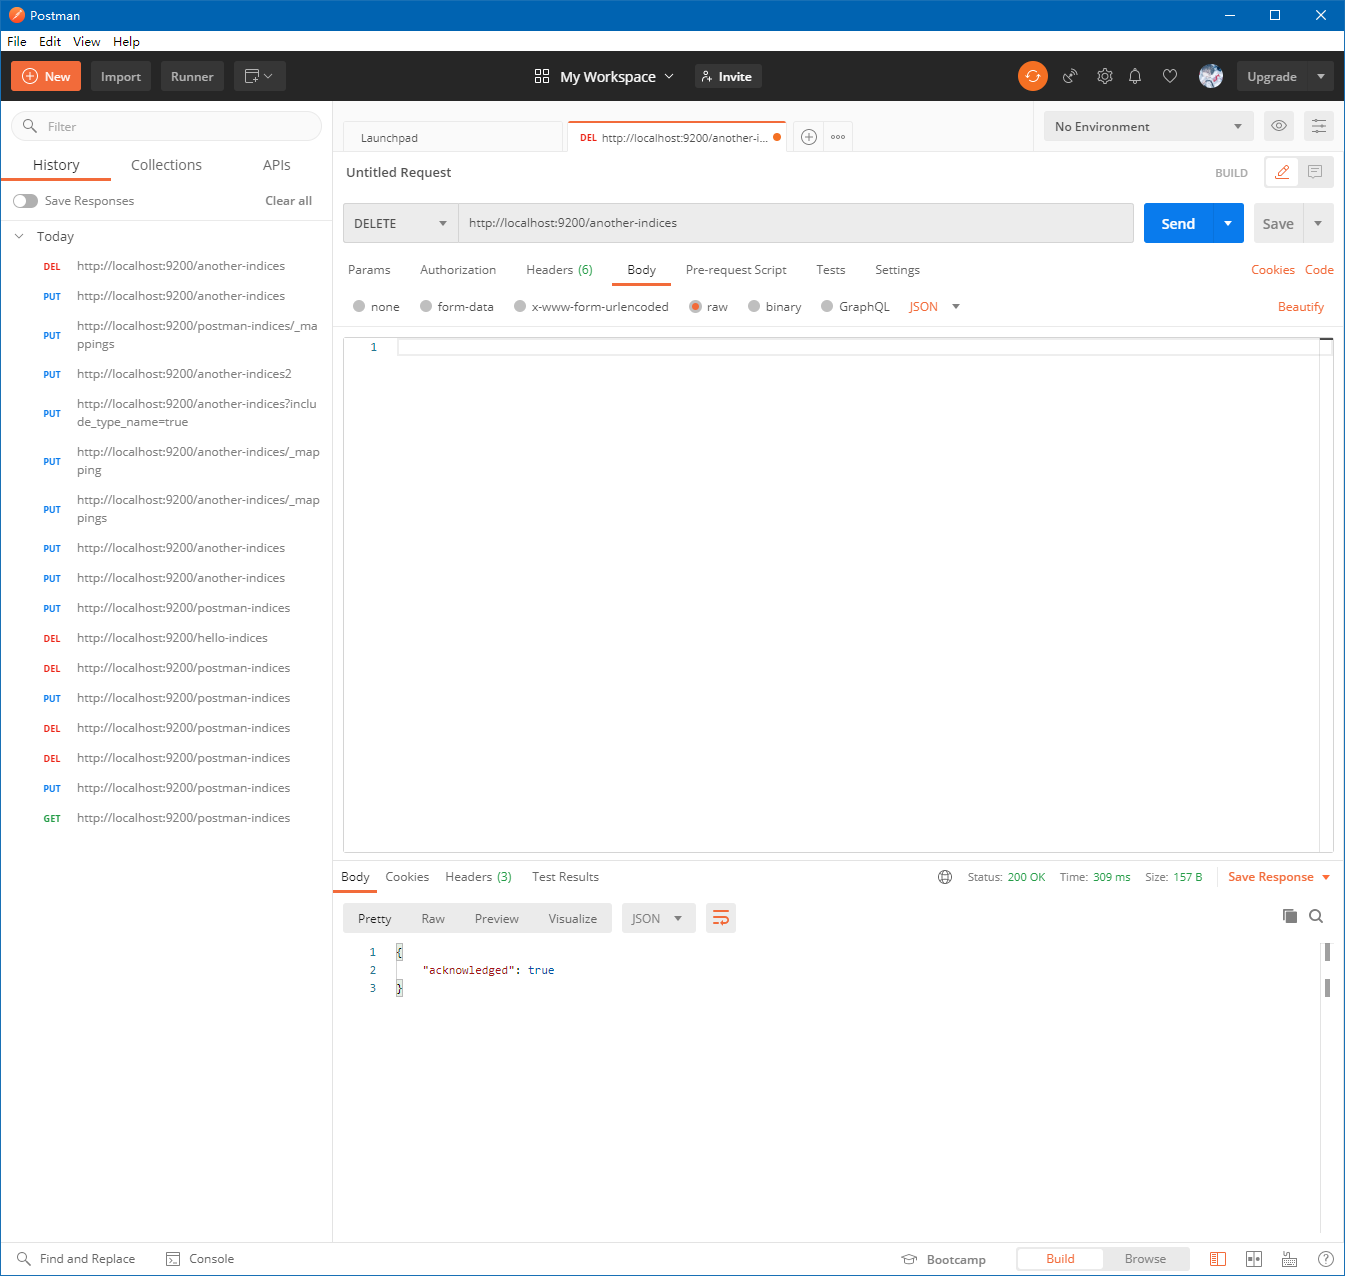 Postman
File Edit View Help
New Import Runner My Workspace Invite Upgrade
Filter
History Collections APIs
Save Responses Clear all
Today
DEL http://localhost:9200/another-indices
PUT http://localhost:9200/another-indices
PUT http://localhost:9200/postman-indices/_ma
ppings
PUT http://localhost:9200/another-indices2
PUT http://localhost:9200/another-indices?inclu
de_type_name=true
PUT http://localhost:9200/another-indices/_map
ping
PUT http://localhost:9200/another-indices/_map
pings
PUT http://localhost:9200/another-indices
PUT http://localhost:9200/another-indices
PUT http://localhost:9200/postman-indices
DEL http://localhost:9200/hello-indices
DEL http://localhost:9200/postman-indices
PUT http://localhost:9200/postman-indices
DEL http://localhost:9200/postman-indices
DEL http://localhost:9200/postman-indices
PUT http://localhost:9200/postman-indices
GET http://localhost:9200/postman-indices
Launchpad DEL http://localhost:9200/another-i... No Environment
Untitled Request BUILD
DELETE http://localhost:9200/another-indices Send Save
Params Authorization Headers (6) Body Pre-request Script Tests Settings Cookies Code
none form-data x-www-form-urlencoded raw binary GraphQL JSON Beautify
1
Body Cookies Headers (3) Test Results Status: 200 OK Time: 309 ms Size: 157 B Save Response
Pretty Raw Preview Visualize JSON
1 {
2 "acknowledged": true
3 }
Find and Replace Console Bootcamp Build Browse